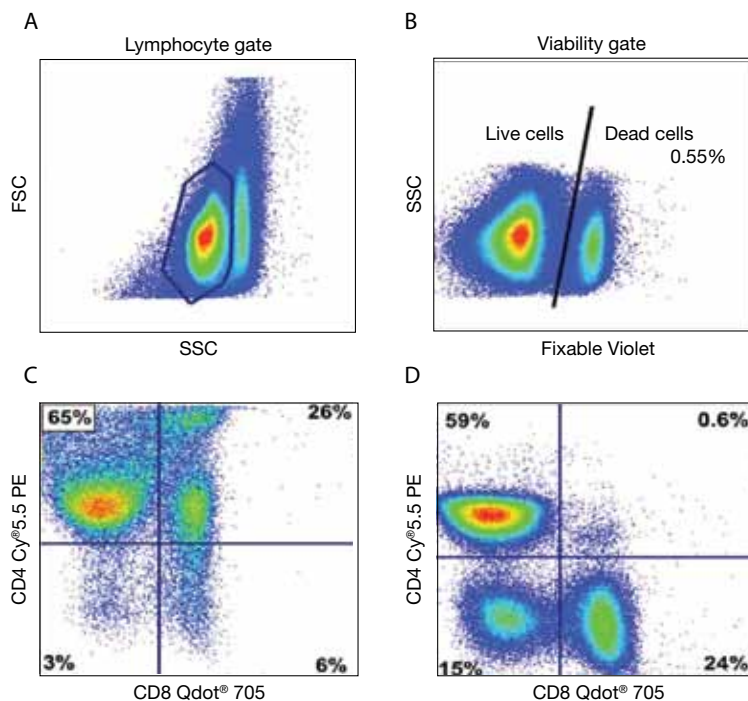 A
Lymphocyte gate
FSC
SSC
B
Viability gate
Live cells
Dead cells
0.55%
SSC
Fixable Violet
C
65%
26%
3%
6%
CD4 Cy®5.5 PE
CD8 Qdot® 705
D
59%
0.6%
15%
24%
CD4 Cy®5.5 PE
CD8 Qdot® 705